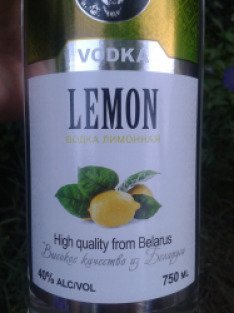 VODKA
LEMON
ВОДКА ЛИМОННАЯ
High quality from Belarus
Высокое качество из Беларуси
40% ALC/VOL
750 ML